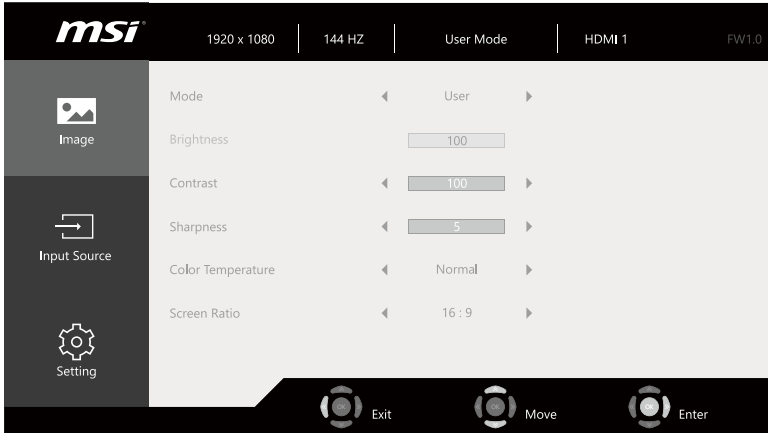 msi
1920 x 1080 144 HZ User Mode HDMI 1 FW1.0
Image
Input Source
Setting
Mode User
Brightness 100
Contrast 100
Sharpness 5
Color Temperature Normal
Screen Ratio 16 : 9
OK Exit OK Move OK Enter